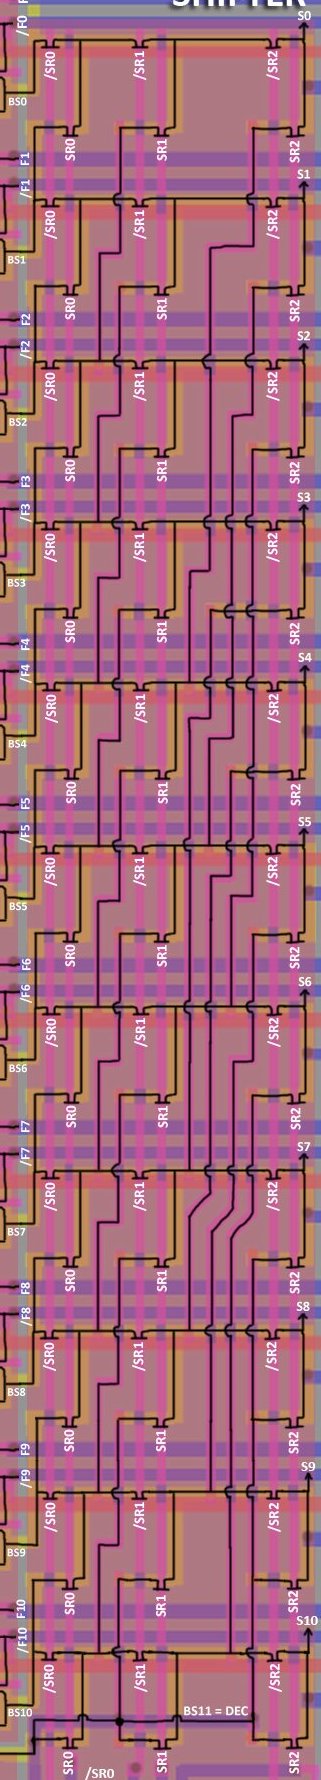 SHIFTER
/F0
S0
/SR0 /SR1 /SR2
BS0
SR0 SR1 SR2
F1
/F1
S1
/SR0 /SR1 /SR2
BS1
SR0 SR1 SR2
F2
/F2
S2
/SR0 /SR1 /SR2
BS2
SR0 SR1 SR2
F3
/F3
S3
/SR0 /SR1 /SR2
BS3
SR0 SR1 SR2
F4
/F4
S4
/SR0 /SR1 /SR2
BS4
SR0 SR1 SR2
F5
/F5
S5
/SR0 /SR1 /SR2
BS5
SR0 SR1 SR2
F6
/F6
S6
/SR0 /SR1 /SR2
BS6
SR0 SR1 SR2
F7
/F7
S7
/SR0 /SR1 /SR2
BS7
SR0 SR1 SR2
F8
/F8
S8
/SR0 /SR1 /SR2
BS8
SR0 SR1 SR2
F9
/F9
S9
/SR0 /SR1 /SR2
BS9
SR0 SR1 SR2
F10
/F10
S10
/SR0 /SR1 /SR2
BS10
BS11 = DEC
SR0 SR1 SR2
/SR0